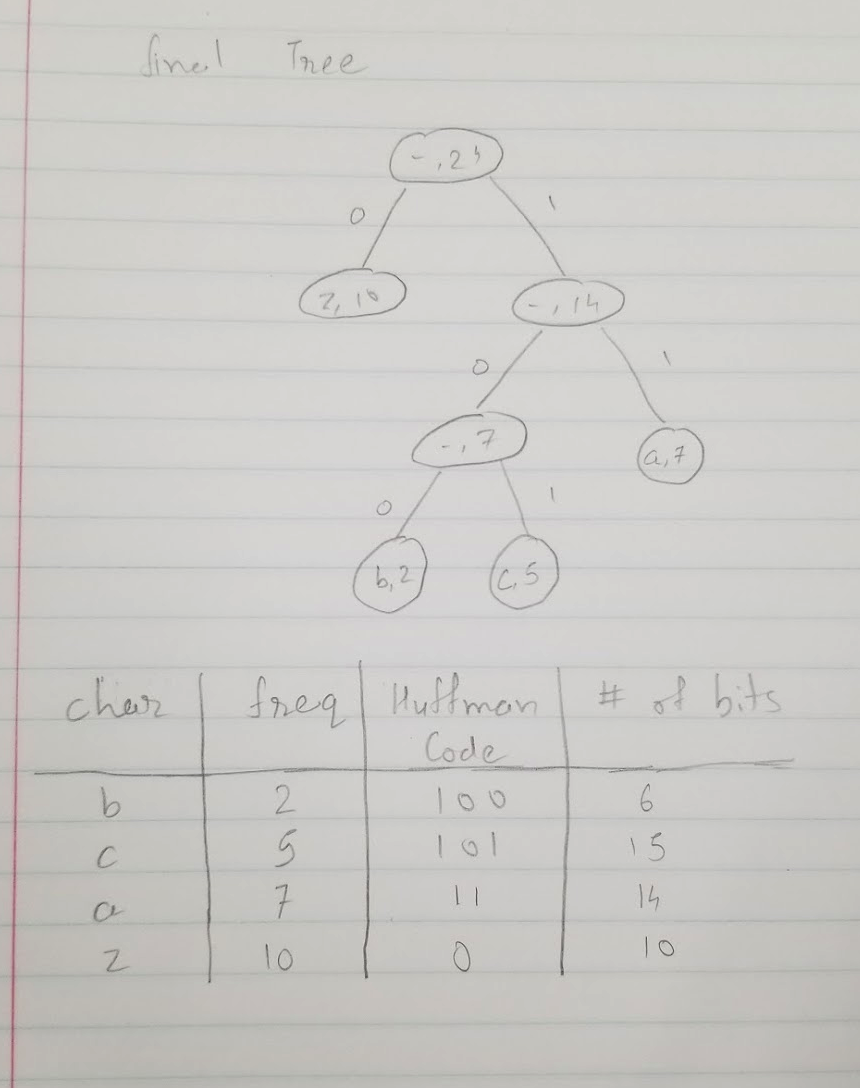 final Tree
-, 24
0 1
z, 10 -, 14
0 1
-, 7 a, 7
0 1
b, 2 c, 5
char freq Huffman Code # of bits
b 2 100 6
c 5 101 15
a 7 11 14
z 10 0 10